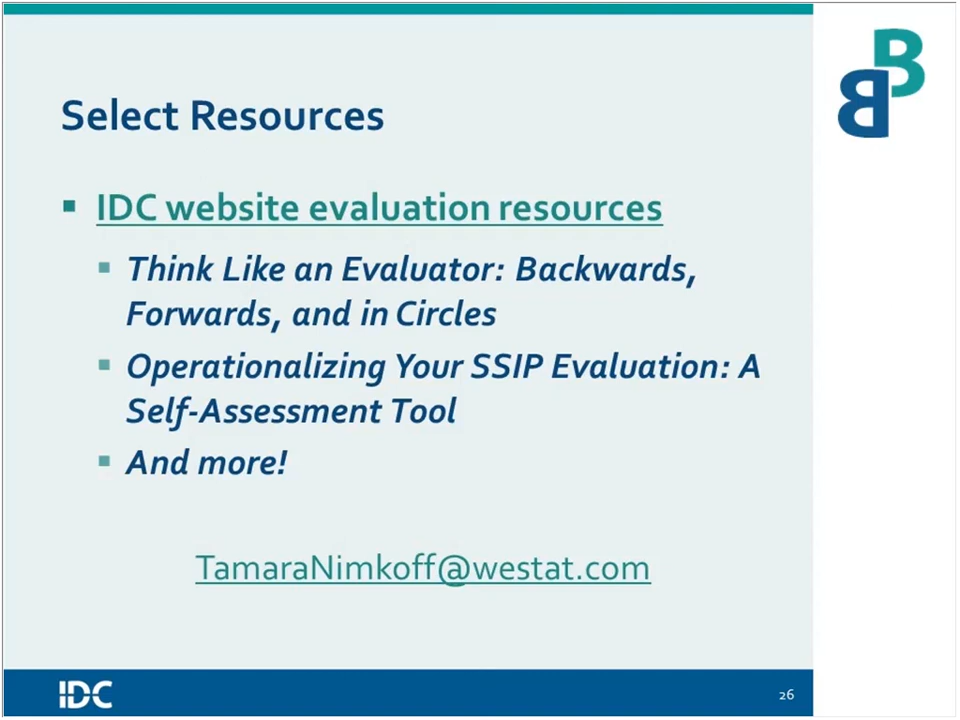 BB
Select Resources
IDC website evaluation resources
Think Like an Evaluator: Backwards,
Forwards, and in Circles
Operationalizing Your SSIP Evaluation: A
Self-Assessment Tool
And more!
TamaraNimkoff@westat.com
IDC
26